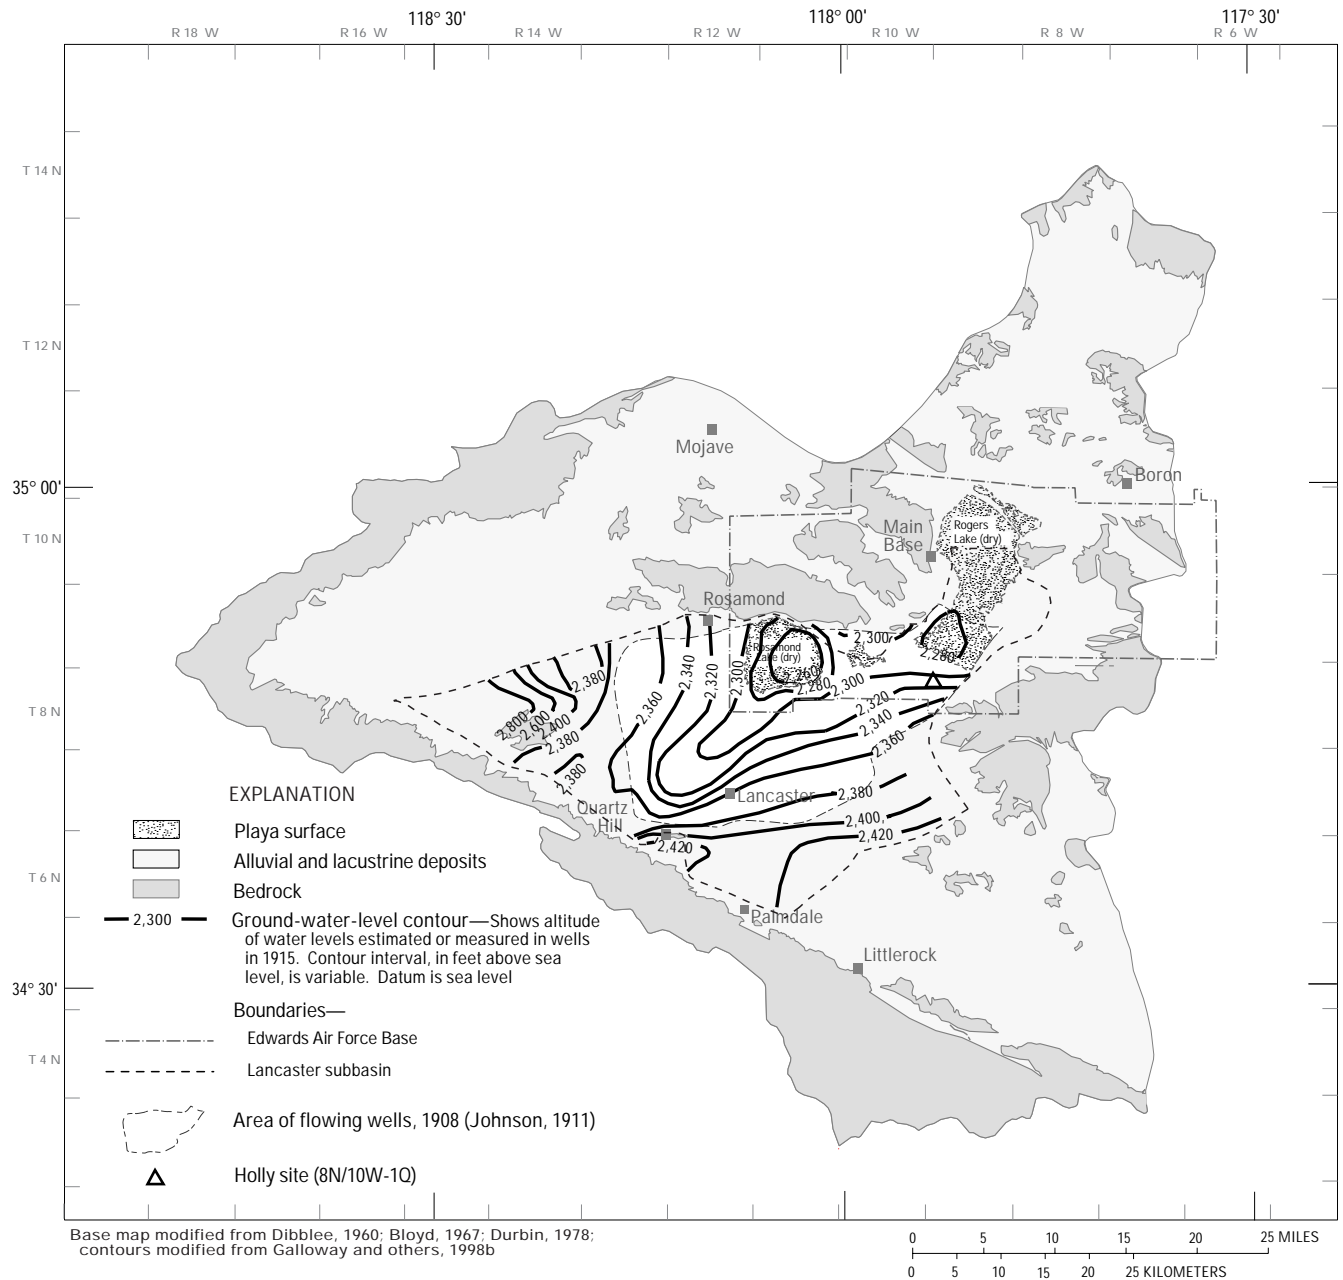 118° 30'
118° 00'
117° 30'
R 18 W
R 16 W
R 14 W
R 12 W
R 10 W
R 8 W
R 6 W
T 14 N
T 12 N
35° 00'
T 10 N
T 8 N
T 6 N
34° 30'
T 4 N
Mojave
Boron
Main
Base
Rogers
Lake (dry)
Rosamond
Rosamond
Lake (dry)
2,300
2,280
2,260
2,280
2,300
2,320
2,340
2,360
2,340
2,320
2,300
2,360
2,380
2,800
2,600
2,400
2,380
2,380
Lancaster
2,380
2,400
2,420
Quartz
Hill
2,420
Palmdale
Littlerock
EXPLANATION
Playa surface
Alluvial and lacustrine deposits
Bedrock
2,300 Ground-water-level contour—Shows altitude
of water levels estimated or measured in wells
in 1915. Contour interval, in feet above sea
level, is variable. Datum is sea level
Boundaries—
Edwards Air Force Base
Lancaster subbasin
Area of flowing wells, 1908 (Johnson, 1911)
Holly site (8N/10W-1Q)
Base map modified from Dibblee, 1960; Bloyd, 1967; Durbin, 1978;
contours modified from Galloway and others, 1998b
0 5 10 15 20 25 MILES
0 5 10 15 20 25 KILOMETERS